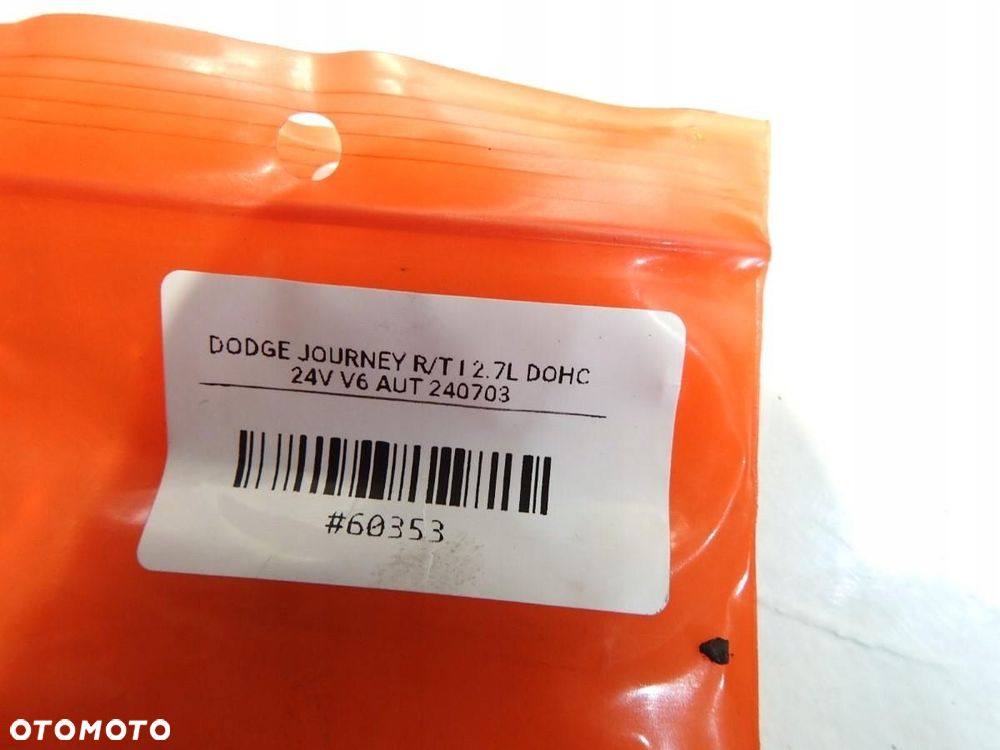 DODGE JOURNEY R/T I 2.7L DOHC
24V V6 AUT 240703
#60353
OTOMOTO